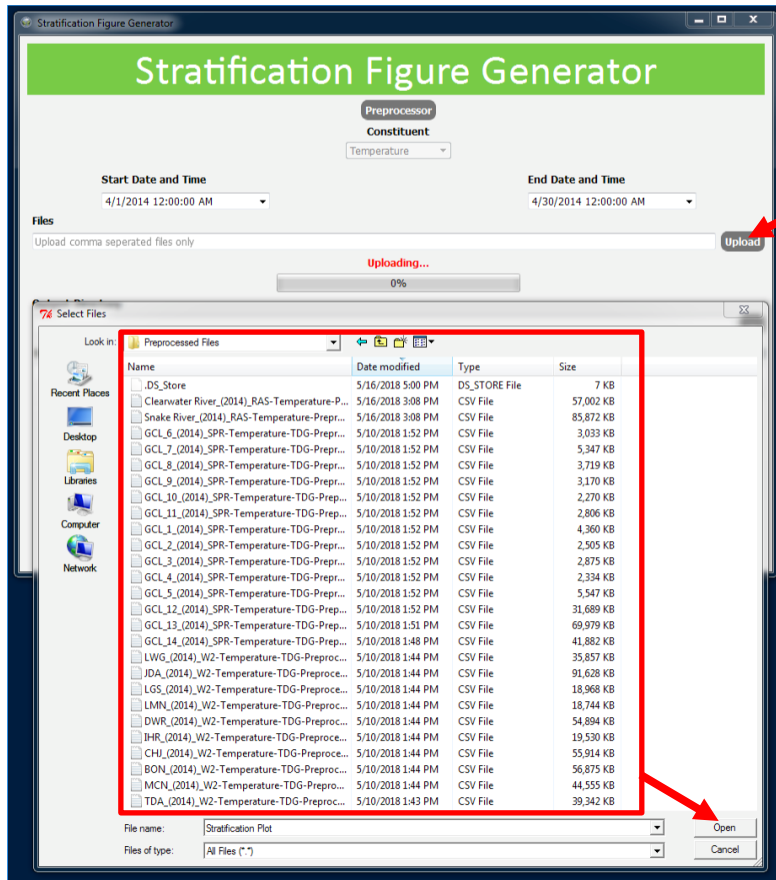 Stratification Figure Generator
Stratification Figure Generator
Preprocessor
Constituent
Temperature
Start Date and Time End Date and Time
4/1/2014 12:00:00 AM 4/30/2014 12:00:00 AM
Files
Upload comma seperated files only Upload
Uploading...
0%
Select Files
Look in: Preprocessed Files
Name Date modified Type Size
.DS_Store 5/16/2018 5:00 PM DS_STORE File 7 KB
Clearwater River_(2014)_RAS-Temperature-P... 5/16/2018 3:08 PM CSV File 57,002 KB
Snake River_(2014)_RAS-Temperature-Prepr... 5/16/2018 3:08 PM CSV File 85,872 KB
GCL_6_(2014)_SPR-Temperature-TDG-Prepr... 5/10/2018 1:52 PM CSV File 3,033 KB
GCL_7_(2014)_SPR-Temperature-TDG-Prepr... 5/10/2018 1:52 PM CSV File 5,347 KB
GCL_8_(2014)_SPR-Temperature-TDG-Prepr... 5/10/2018 1:52 PM CSV File 3,719 KB
GCL_9_(2014)_SPR-Temperature-TDG-Prepr... 5/10/2018 1:52 PM CSV File 3,170 KB
GCL_10_(2014)_SPR-Temperature-TDG-Prep... 5/10/2018 1:52 PM CSV File 2,270 KB
GCL_11_(2014)_SPR-Temperature-TDG-Prep... 5/10/2018 1:52 PM CSV File 2,806 KB
GCL_1_(2014)_SPR-Temperature-TDG-Prepr... 5/10/2018 1:52 PM CSV File 4,360 KB
GCL_2_(2014)_SPR-Temperature-TDG-Prepr... 5/10/2018 1:52 PM CSV File 2,505 KB
GCL_3_(2014)_SPR-Temperature-TDG-Prepr... 5/10/2018 1:52 PM CSV File 2,875 KB
GCL_4_(2014)_SPR-Temperature-TDG-Prepr... 5/10/2018 1:52 PM CSV File 2,334 KB
GCL_5_(2014)_SPR-Temperature-TDG-Prepr... 5/10/2018 1:52 PM CSV File 5,547 KB
GCL_12_(2014)_SPR-Temperature-TDG-Prep... 5/10/2018 1:52 PM CSV File 31,689 KB
GCL_13_(2014)_SPR-Temperature-TDG-Prep... 5/10/2018 1:51 PM CSV File 69,979 KB
GCL_14_(2014)_SPR-Temperature-TDG-Prep... 5/10/2018 1:48 PM CSV File 41,882 KB
LWG_(2014)_W2-Temperature-TDG-Preproc... 5/10/2018 1:44 PM CSV File 35,857 KB
JDA_(2014)_W2-Temperature-TDG-Preproce... 5/10/2018 1:44 PM CSV File 91,628 KB
LGS_(2014)_W2-Temperature-TDG-Preproce... 5/10/2018 1:44 PM CSV File 18,968 KB
LMN_(2014)_W2-Temperature-TDG-Preproc... 5/10/2018 1:44 PM CSV File 18,744 KB
DWR_(2014)_W2-Temperature-TDG-Preproc... 5/10/2018 1:44 PM CSV File 54,894 KB
IHR_(2014)_W2-Temperature-TDG-Preproce... 5/10/2018 1:44 PM CSV File 19,530 KB
CHJ_(2014)_W2-Temperature-TDG-Preproce... 5/10/2018 1:44 PM CSV File 55,914 KB
BON_(2014)_W2-Temperature-TDG-Preproc... 5/10/2018 1:44 PM CSV File 56,875 KB
MCN_(2014)_W2-Temperature-TDG-Prepro... 5/10/2018 1:44 PM CSV File 44,555 KB
TDA_(2014)_W2-Temperature-TDG-Preproc... 5/10/2018 1:43 PM CSV File 39,342 KB
Recent Places
Desktop
Libraries
Computer
Network
File name: Stratification Plot Open
Files of type: All Files (*.*) Cancel